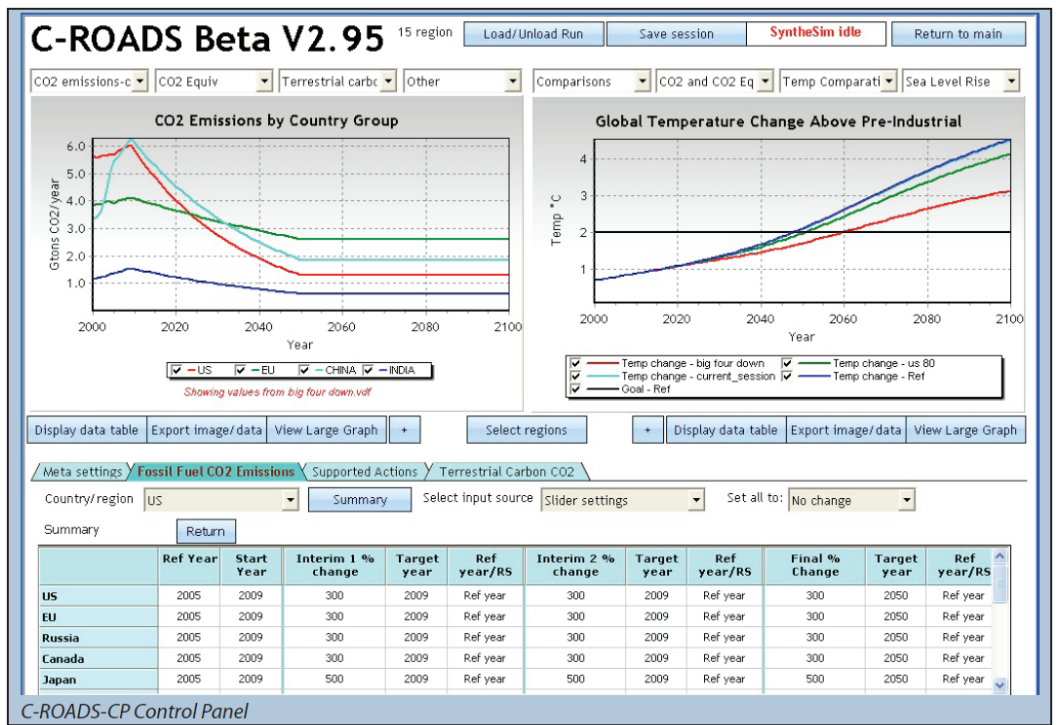 C-ROADS Beta V2.95 15 region Load/Unload Run Save session SyntheSim idle Return to main
CO2 emissions-c CO2 Equiv Terrestrial carbc Other Comparisons CO2 and CO2 Eq Temp Comparati Sea Level Rise
CO2 Emissions by Country Group
6.0
5.0
4.0
3.0
2.0
1.0
Gtons CO2/year
2000 2020 2040 2060 2080 2100
Year
US EU CHINA INDIA
Showing values from big four down.vdf
Global Temperature Change Above Pre-Industrial
4
3
2
1
Temp °C
2000 2020 2040 2060 2080 2100
Year
Temp change - big four down Temp change - us 80
Temp change - current_session Temp change - Ref
Goal - Ref
Display data table Export image/data View Large Graph + Select regions + Display data table Export image/data View Large Graph
Meta settings Fossil Fuel CO2 Emissions Supported Actions Terrestrial Carbon CO2
Country/region US Summary Select input source Slider settings Set all to: No change
Summary Return
Ref Year Start Year Interim 1 % change Target year Ref year/RS Interim 2 % change Target year Ref year/RS Final % Change Target year Ref year/RS
US 2005 2009 300 2009 Ref year 300 2009 Ref year 300 2050 Ref year
EU 2005 2009 300 2009 Ref year 300 2009 Ref year 300 2050 Ref year
Russia 2005 2009 300 2009 Ref year 300 2009 Ref year 300 2050 Ref year
Canada 2005 2009 300 2009 Ref year 300 2009 Ref year 300 2050 Ref year
Japan 2005 2009 500 2009 Ref year 500 2009 Ref year 500 2050 Ref year
C-ROADS-CP Control Panel